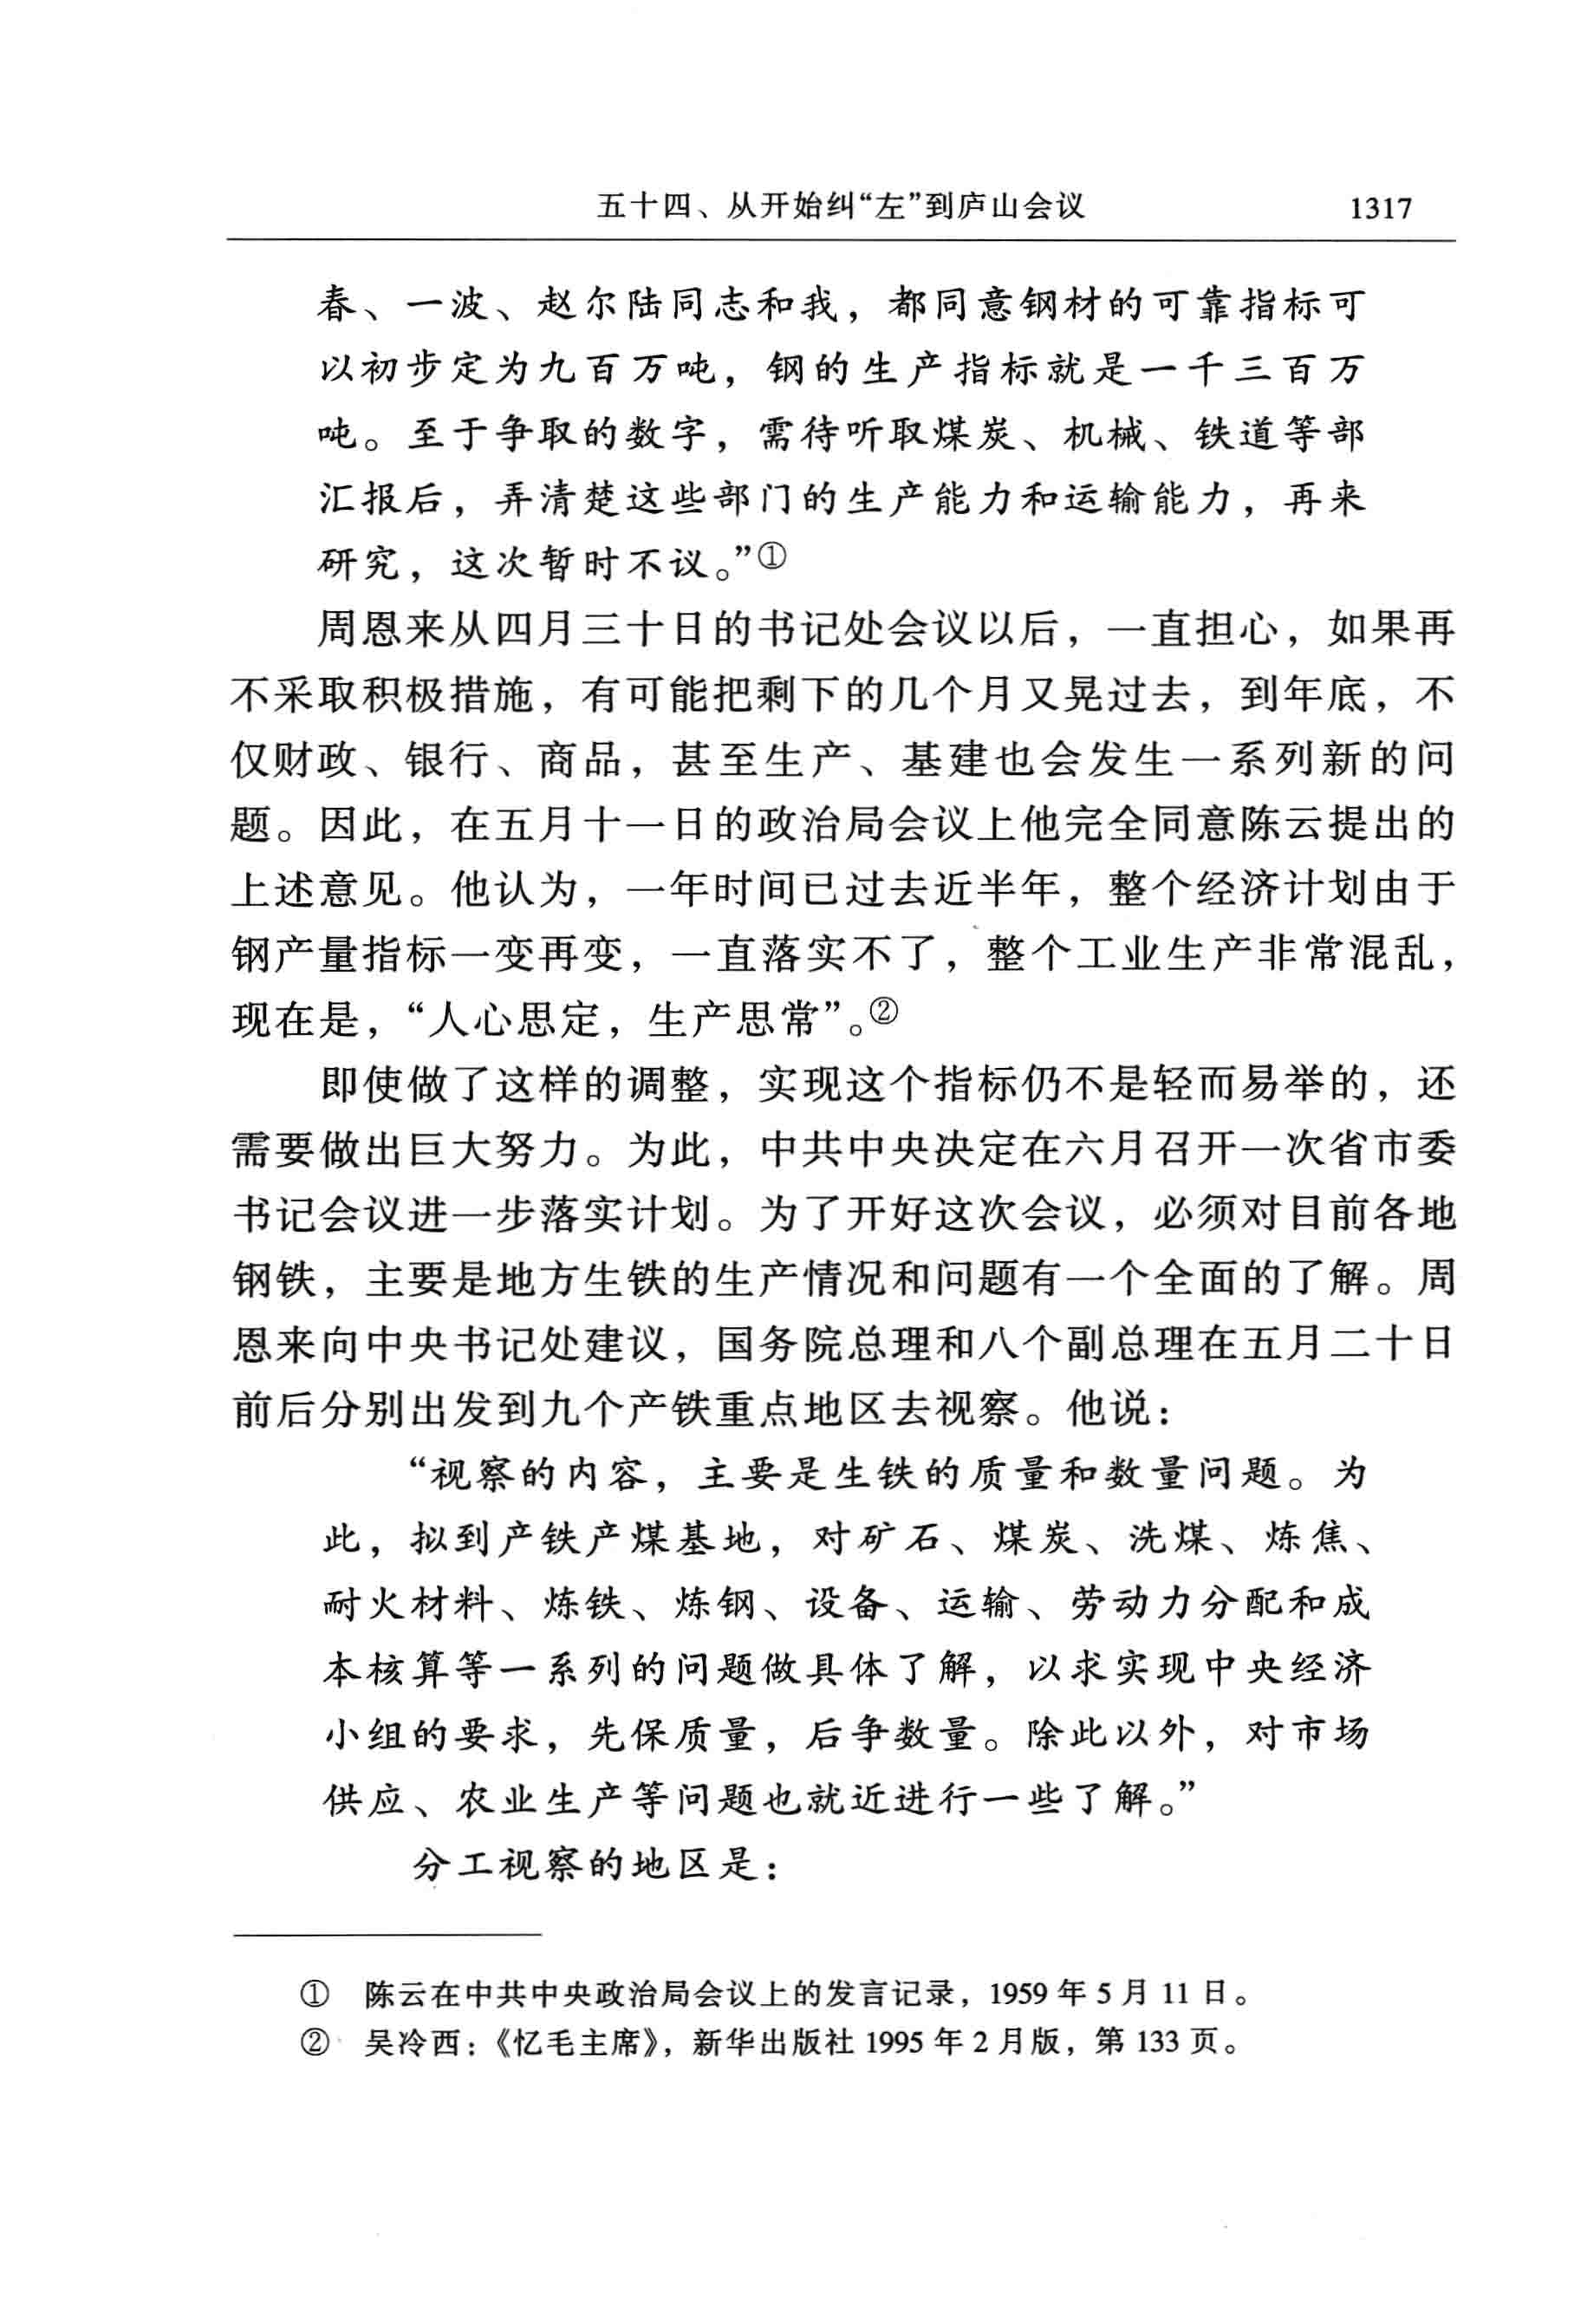 五十四、从开始纠“左”到庐山会议 1317
春、一波、赵尔陆同志和我，都同意钢材的可靠指标可
以初步定为九百万吨，钢的生产指标就是一千三百万
吨。至于争取的数字，需待听取煤炭、机械、铁道等部
汇报后，弄清楚这些部门的生产能力和运输能力，再来
研究，这次暂时不议。”①
周恩来从四月三十日的书记处会议以后，一直担心，如果再
不采取积极措施，有可能把剩下的几个月又晃过去，到年底，不
仅财政、银行、商品，甚至生产、基建也会发生一系列新的问
题。因此，在五月十一日的政治局会议上他完全同意陈云提出的
上述意见。他认为，一年时间已过去近半年，整个经济计划由于
钢产量指标一变再变，一直落实不了，整个工业生产非常混乱，
现在是，“人心思定，生产思常”。②
即使做了这样的调整，实现这个指标仍不是轻而易举的，还
需要做出巨大努力。为此，中共中央决定在六月召开一次省市委
书记会议进一步落实计划。为了开好这次会议，必须对目前各地
钢铁，主要是地方生铁的生产情况和问题有一个全面的了解。周
恩来向中央书记处建议，国务院总理和八个副总理在五月二十日
前后分别出发到九个产铁重点地区去视察。他说：
“视察的内容，主要是生铁的质量和数量问题。为
此，拟到产铁产煤基地，对矿石、煤炭、洗煤、炼焦、
耐火材料、炼铁、炼钢、设备、运输、劳动力分配和成
本核算等一系列的问题做具体了解，以求实现中央经济
小组的要求，先保质量，后争数量。除此以外，对市场
供应、农业生产等问题也就近进行一些了解。”
分工视察的地区是：
① 陈云在中共中央政治局会议上的发言记录，1959 年 5 月 11 日。
② 吴冷西：《忆毛主席》，新华出版社 1995 年 2 月版，第 133 页。